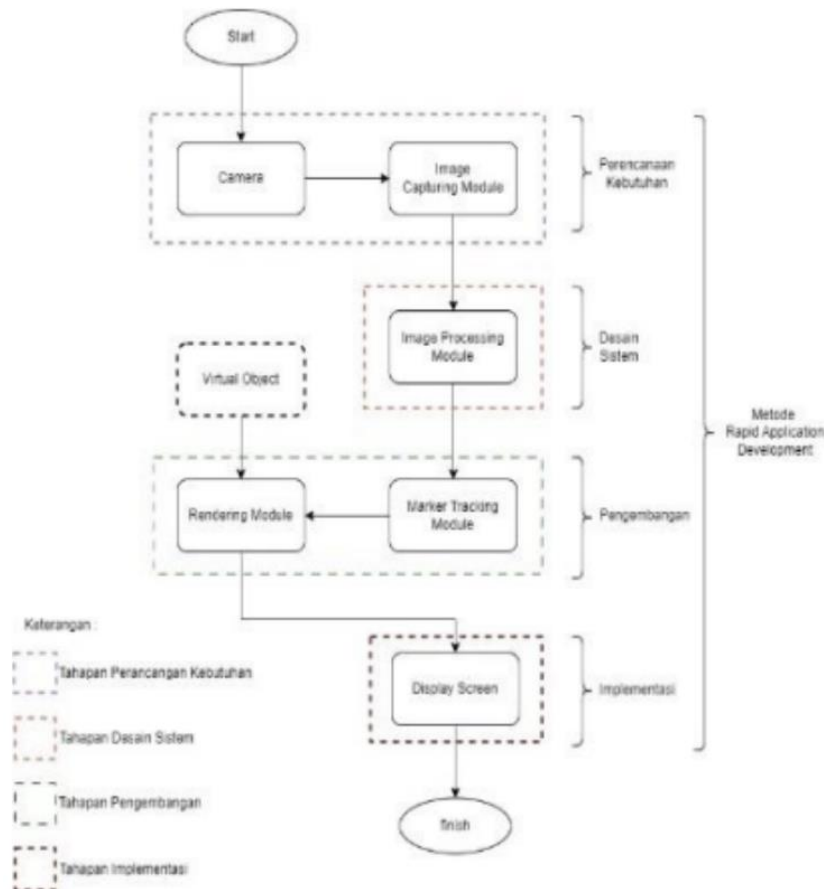 Start
Camera
Image
Capturing Module
Perencanaan
Kebutuhan
Image Processing
Module
Desain
Sistem
Virtual Object
Metode
Rapid Application
Development
Rendering Module
Marker Tracking
Module
Pengembangan
Keterangan :
Tahapan Perancangan Kebutuhan
Display Screen
Implementasi
Tahapan Desain Sistem
Tahapan Pengembangan
finish
Tahapan Implementasi